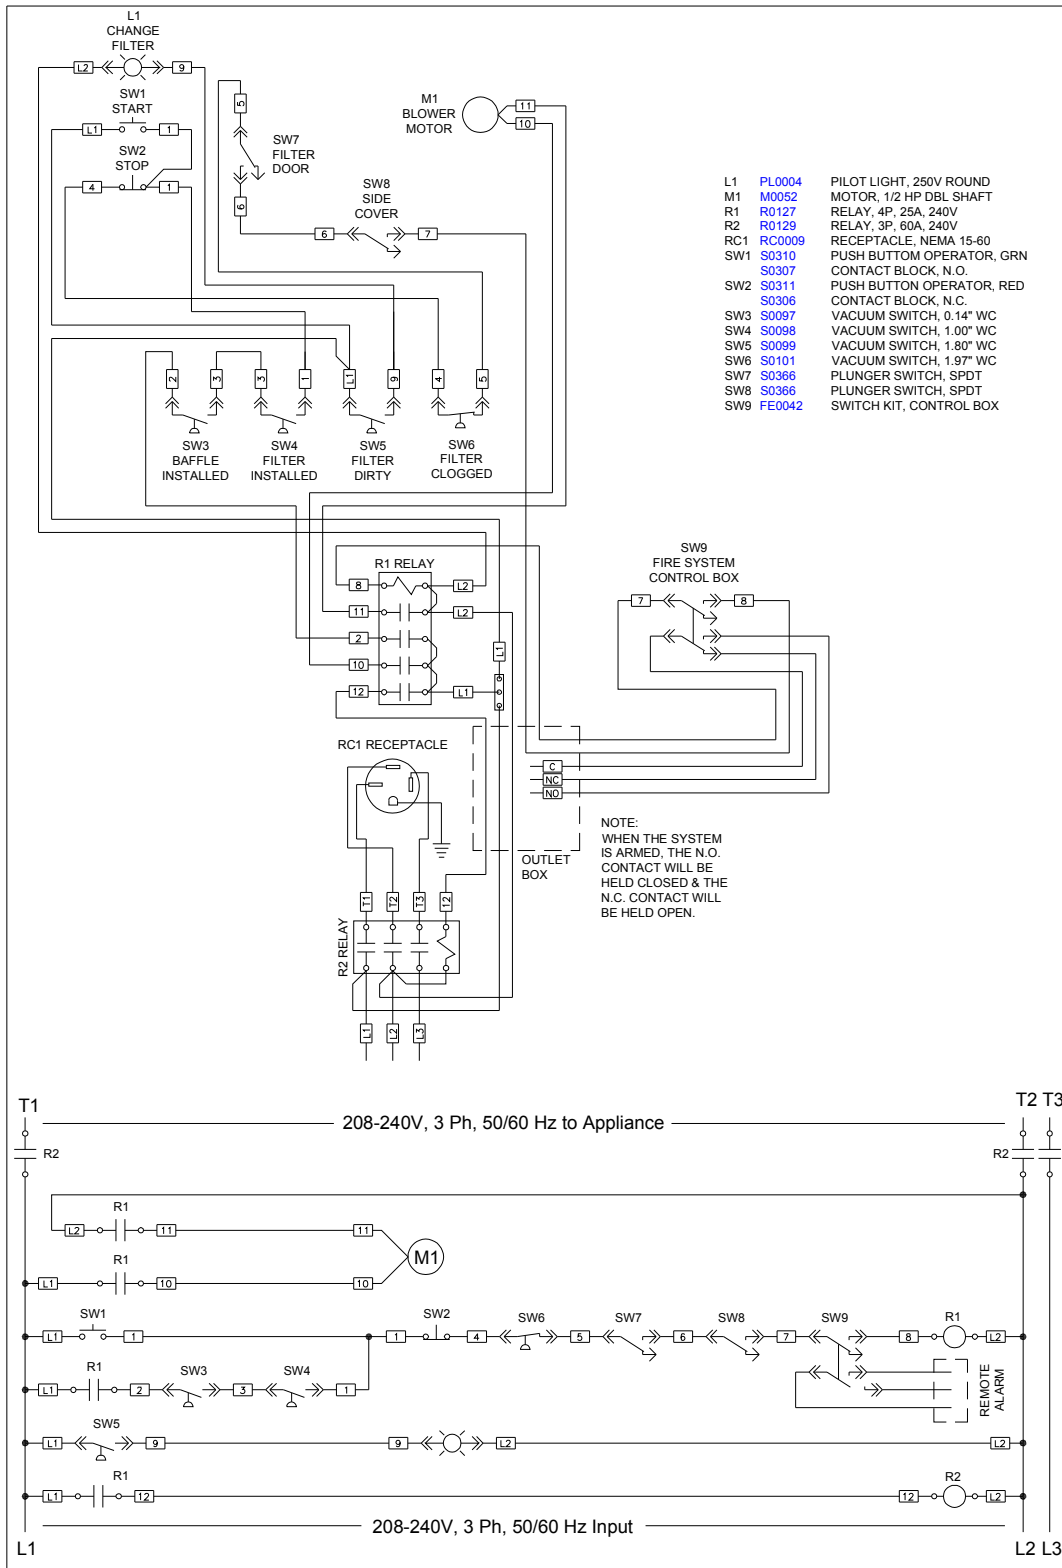 L1
CHANGE
FILTER
L2
9
SW1
START
L1
1
SW2
STOP
4
1
5
SW7
FILTER
DOOR
6
M1
BLOWER
MOTOR
11
10
SW8
SIDE
COVER
6
7
L1 PL0004 PILOT LIGHT, 250V ROUND
M1 M0052 MOTOR, 1/2 HP DBL SHAFT
R1 R0127 RELAY, 4P, 25A, 240V
R2 R0129 RELAY, 3P, 60A, 240V
RC1 RC0009 RECEPTACLE, NEMA 15-60
SW1 S0310 PUSH BUTTOM OPERATOR, GRN
S0307 CONTACT BLOCK, N.O.
SW2 S0311 PUSH BUTTON OPERATOR, RED
S0306 CONTACT BLOCK, N.C.
SW3 S0097 VACUUM SWITCH, 0.14" WC
SW4 S0098 VACUUM SWITCH, 1.00" WC
SW5 S0099 VACUUM SWITCH, 1.80" WC
SW6 S0101 VACUUM SWITCH, 1.97" WC
SW7 S0366 PLUNGER SWITCH, SPDT
SW8 S0366 PLUNGER SWITCH, SPDT
SW9 FE0042 SWITCH KIT, CONTROL BOX
2 3 3 1 L1 9 4 5
SW3
BAFFLE
INSTALLED
SW4
FILTER
INSTALLED
SW5
FILTER
DIRTY
SW6
FILTER
CLOGGED
R1 RELAY
8 L2
11 L2
2
10
12 L1
L1
SW9
FIRE SYSTEM
CONTROL BOX
7 8
RC1 RECEPTACLE
C
NC
NO
OUTLET
BOX
NOTE:
WHEN THE SYSTEM
IS ARMED, THE N.O.
CONTACT WILL BE
HELD CLOSED & THE
N.C. CONTACT WILL
BE HELD OPEN.
T1 T2 T3 12
R2 RELAY
L1 L2 L3
T1 T2 T3
208-240V, 3 Ph, 50/60 Hz to Appliance
R2 R2
R1
L2 11 11
M1
R1
L1 10 10
SW1 SW2 SW6 SW7 SW8 SW9 R1
L1 1 1 4 5 6 7 8 L2
R1 SW3 SW4
L1 2 3 1
REMOTE
ALARM
SW5
L1 9 9 L2 L2
R1 R2
L1 12 12 L2
208-240V, 3 Ph, 50/60 Hz Input
L1 L2 L3